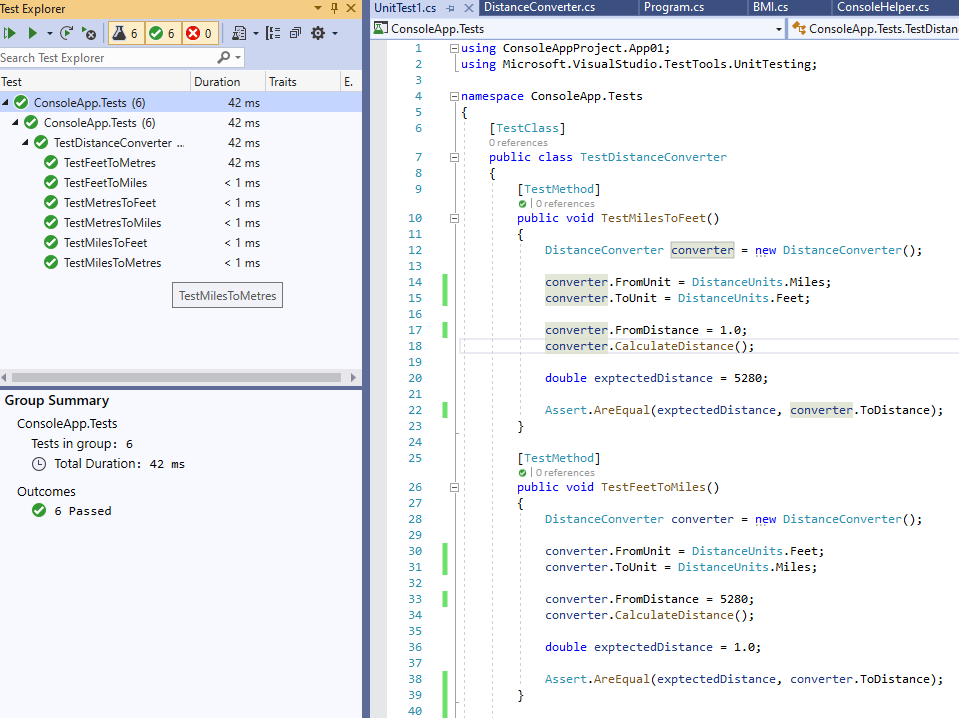 Test Explorer
6 6 0
Search Test Explorer
Test Duration Traits E.
ConsoleApp.Tests (6) 42 ms
ConsoleApp.Tests (6) 42 ms
TestDistanceConverter ... 42 ms
TestFeetToMetres 42 ms
TestFeetToMiles < 1 ms
TestMetresToFeet < 1 ms
TestMetresToMiles < 1 ms
TestMilesToFeet < 1 ms
TestMilesToMetres < 1 ms
TestMilesToMetres
Group Summary
ConsoleApp.Tests
Tests in group: 6
Total Duration: 42 ms
Outcomes
6 Passed
UnitTest1.cs DistanceConverter.cs Program.cs BMI.cs ConsoleHelper.cs
ConsoleApp.Tests ConsoleApp.Tests.TestDistan
1 using ConsoleAppProject.App01;
2 using Microsoft.VisualStudio.TestTools.UnitTesting;
3
4 namespace ConsoleApp.Tests
5 {
6 [TestClass]
0 references
7 public class TestDistanceConverter
8 {
9 [TestMethod]
0 references
10 public void TestMilesToFeet()
11 {
12 DistanceConverter converter = new DistanceConverter();
13
14 converter.FromUnit = DistanceUnits.Miles;
15 converter.ToUnit = DistanceUnits.Feet;
16
17 converter.FromDistance = 1.0;
18 converter.CalculateDistance();
19
20 double exptectedDistance = 5280;
21
22 Assert.AreEqual(exptectedDistance, converter.ToDistance);
23 }
24
25 [TestMethod]
0 references
26 public void TestFeetToMiles()
27 {
28 DistanceConverter converter = new DistanceConverter();
29
30 converter.FromUnit = DistanceUnits.Feet;
31 converter.ToUnit = DistanceUnits.Miles;
32
33 converter.FromDistance = 5280;
34 converter.CalculateDistance();
35
36 double exptectedDistance = 1.0;
37
38 Assert.AreEqual(exptectedDistance, converter.ToDistance);
39 }
40